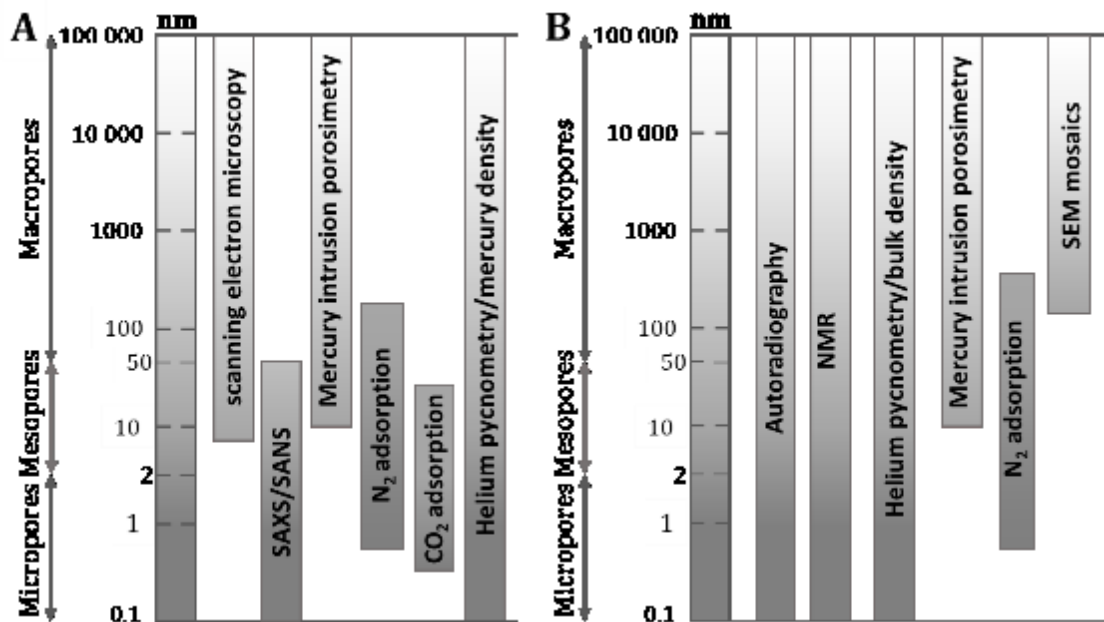 A
nm
100 000
10 000
1000
100
50
10
2
1
0.1
Macropores
Mesopores
Micropores
scanning electron microscopy
SAXS/SANS
Mercury intrusion porosimetry
N₂ adsorption
CO₂ adsorption
Helium pycnometry/mercury density
B
nm
100 000
10 000
1000
100
50
10
2
1
0.1
Macropores
Mesopores
Micropores
Autoradiography
NMR
Helium pycnometry/bulk density
Mercury intrusion porosimetry
N₂ adsorption
SEM mosaics